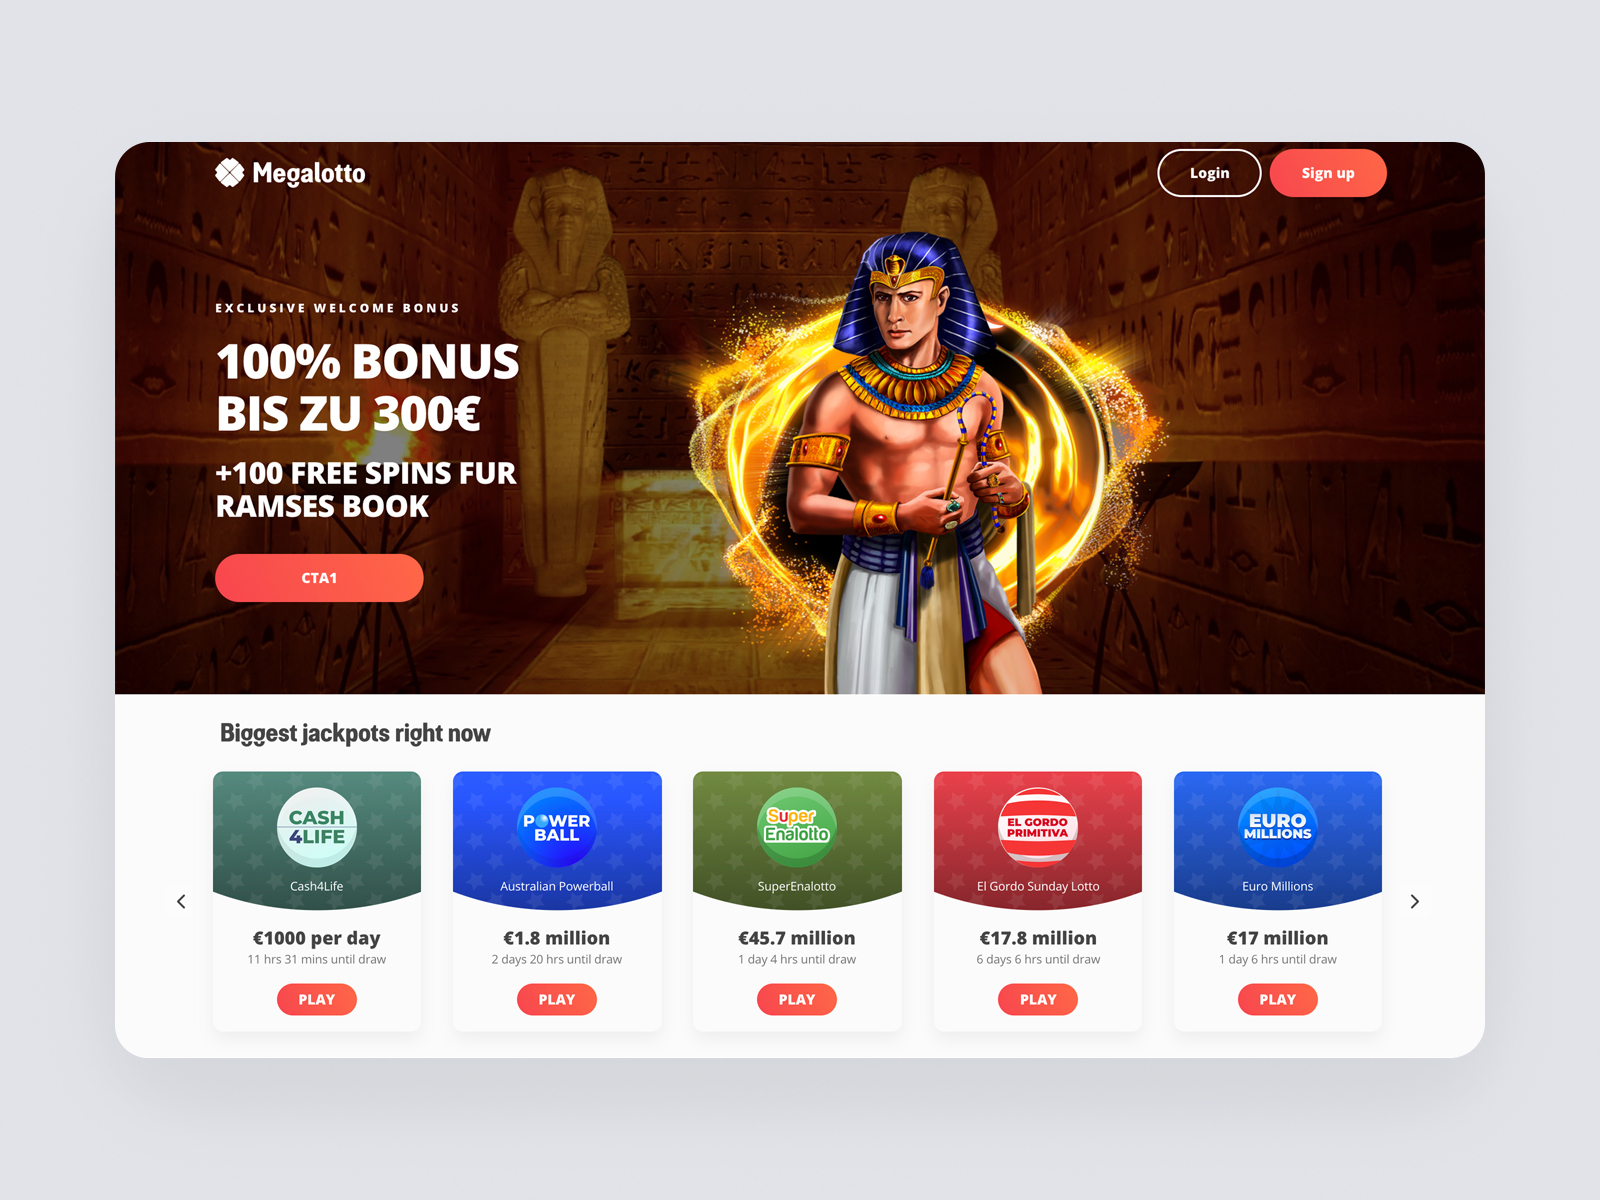 Megalotto
Login
Sign up
EXCLUSIVE WELCOME BONUS
100% BONUS
BIS ZU 300€
+100 FREE SPINS FUR
RAMSES BOOK
CTA1
Biggest jackpots right now
CASH
4LIFE
Cash4Life
€1000 per day
11 hrs 31 mins until draw
PLAY
POWER
BALL
Australian Powerball
€1.8 million
2 days 20 hrs until draw
PLAY
Super
Enalotto
SuperEnalotto
€45.7 million
1 day 4 hrs until draw
PLAY
EL GORDO
PRIMITIVA
El Gordo Sunday Lotto
€17.8 million
6 days 6 hrs until draw
PLAY
EURO
MILLIONS
Euro Millions
€17 million
1 day 6 hrs until draw
PLAY